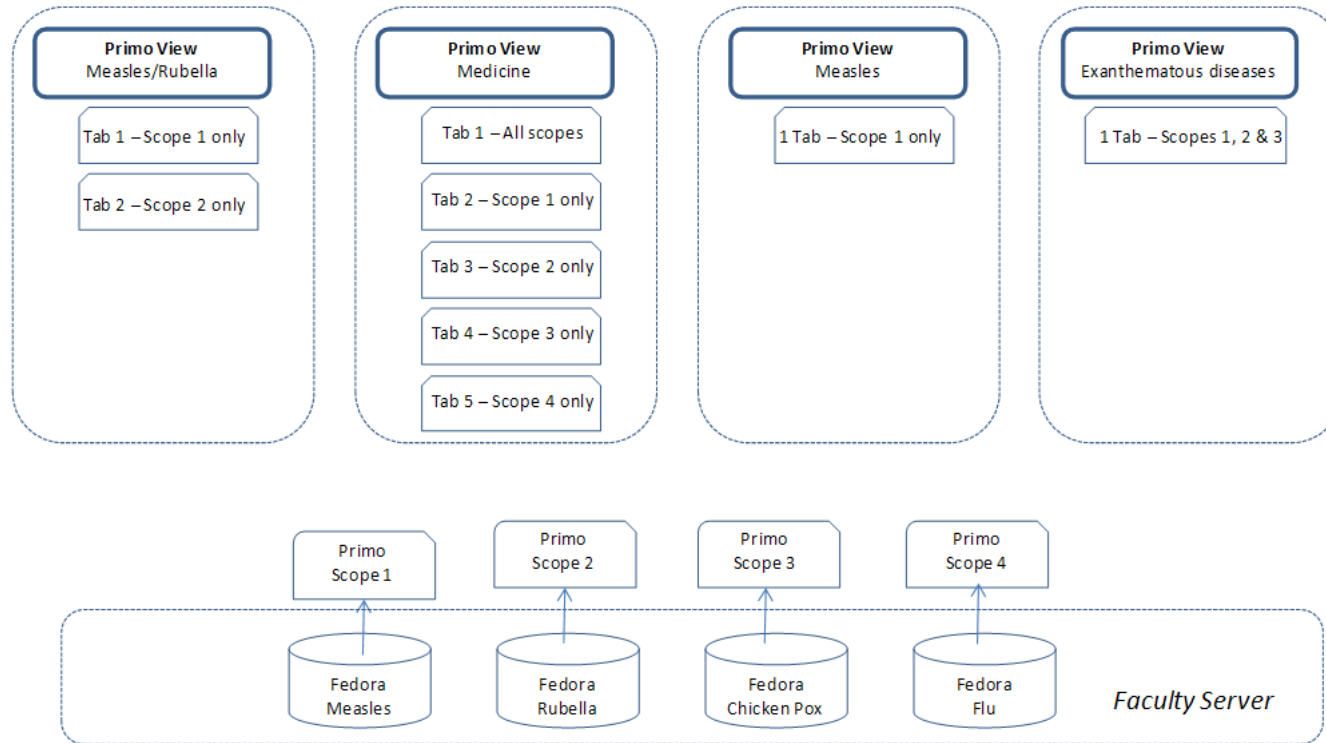 Primo View
Measles/Rubella
Tab 1 – Scope 1 only
Tab 2 – Scope 2 only
Primo View
Medicine
Tab 1 – All scopes
Tab 2 – Scope 1 only
Tab 3 – Scope 2 only
Tab 4 – Scope 3 only
Tab 5 – Scope 4 only
Primo View
Measles
1 Tab – Scope 1 only
Primo View
Exanthematous diseases
1 Tab – Scopes 1, 2 & 3
Primo
Scope 1
Primo
Scope 2
Primo
Scope 3
Primo
Scope 4
Fedora
Measles
Fedora
Rubella
Fedora
Chicken Pox
Fedora
Flu
Faculty Server